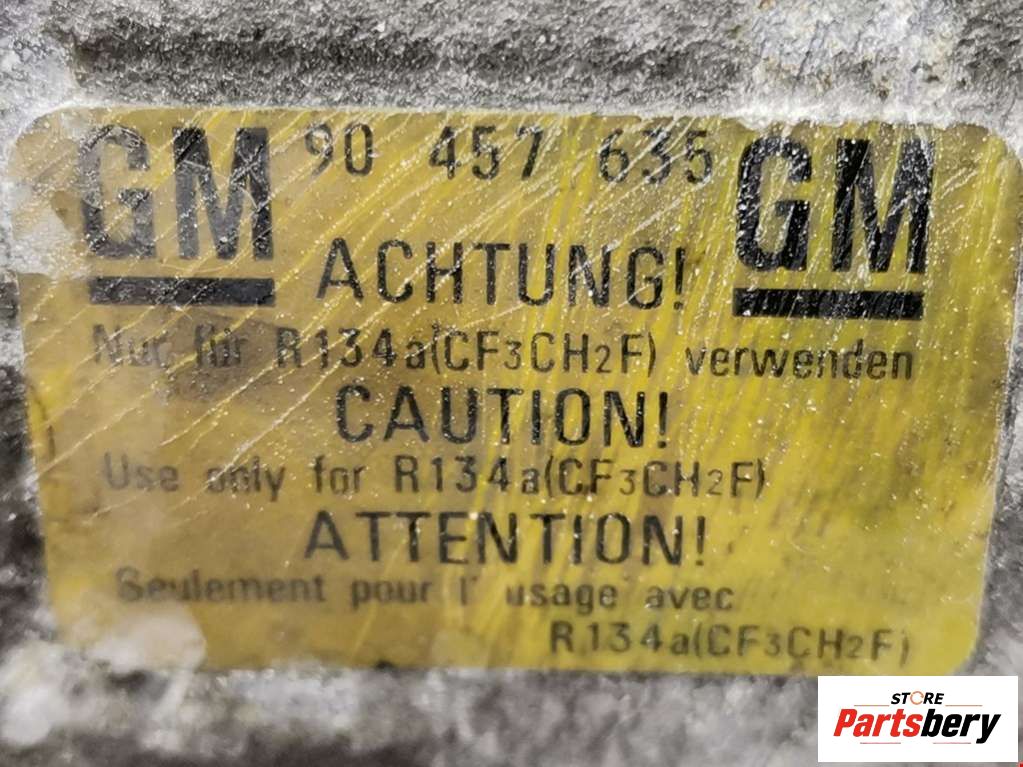 GM 90 457 635 GM
ACHTUNG!
Nur für R134a(CF3CH2F) verwenden
CAUTION!
Use only for R134a(CF3CH2F)
ATTENTION!
Seulement pour l' usage avec
R134a(CF3CH2F)
STORE
Partsbery